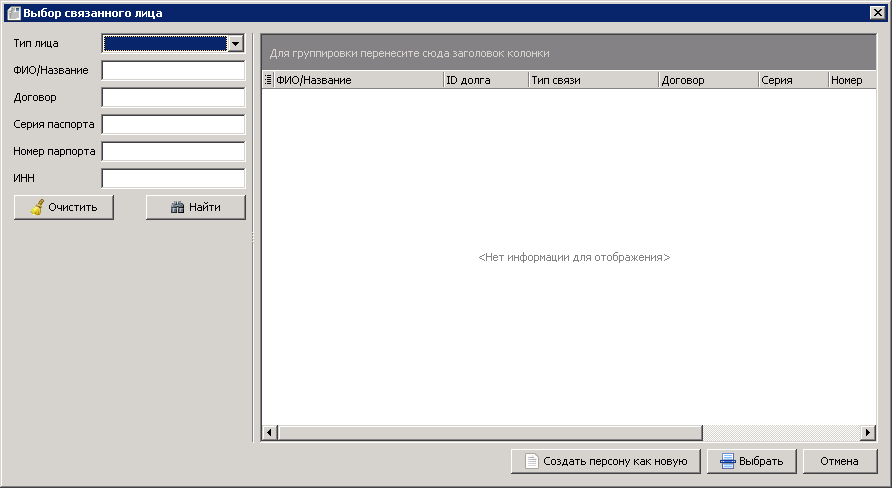 Выбор связанного лица
Тип лица
ФИО/Название
Договор
Серия паспорта
Номер парпорта
ИНН
Очистить
Найти
Для группировки перенесите сюда заголовок колонки
ФИО/Название ID долга Тип связи Договор Серия Номер
<Нет информации для отображения>
Создать персону как новую
Выбрать
Отмена